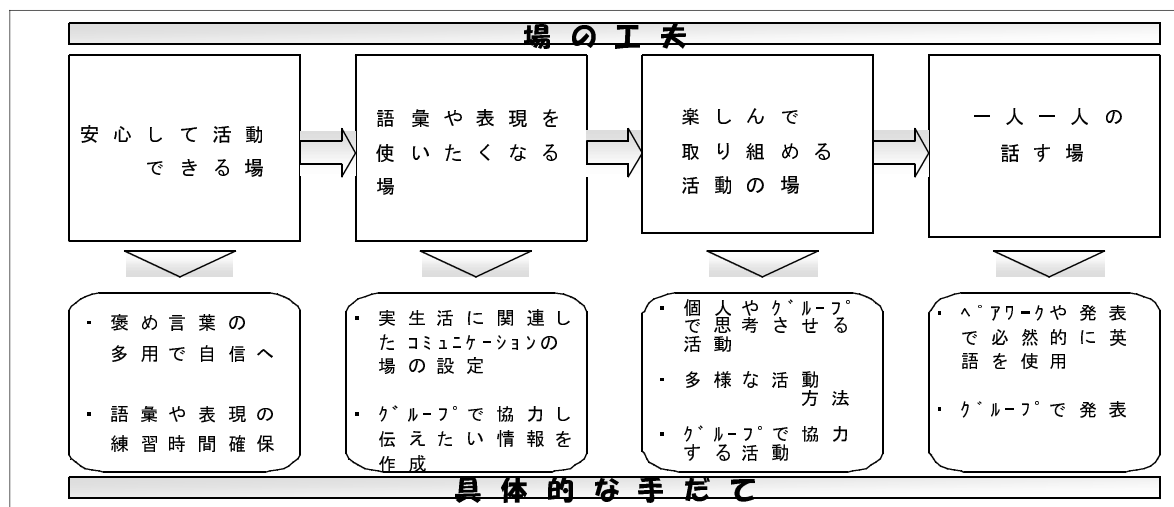 場の工夫
安心して活動
できる場
語彙や表現を
使いたくなる
場
楽しんで
取り組める
活動の場
一人一人の
話す場
・ 褒め言葉の
多用で自信へ
・ 語彙や表現の
練習時間確保
・ 実生活に関連し
たｺﾐｭﾆｹｰｼｮﾝの
場の設定
・ ｸﾞﾙｰﾌﾟで協力し
伝えたい情報を
作成
・ 個人やｸﾞﾙｰﾌﾟ
で思考させる
活動
・ 多様な活動
方法
・ ｸﾞﾙｰﾌﾟで協力
する活動
・ ﾍﾟｱﾜｰｸや発表
で必然的に英
語を使用
・ ｸﾞﾙｰﾌﾟで発表
具体的な手だて